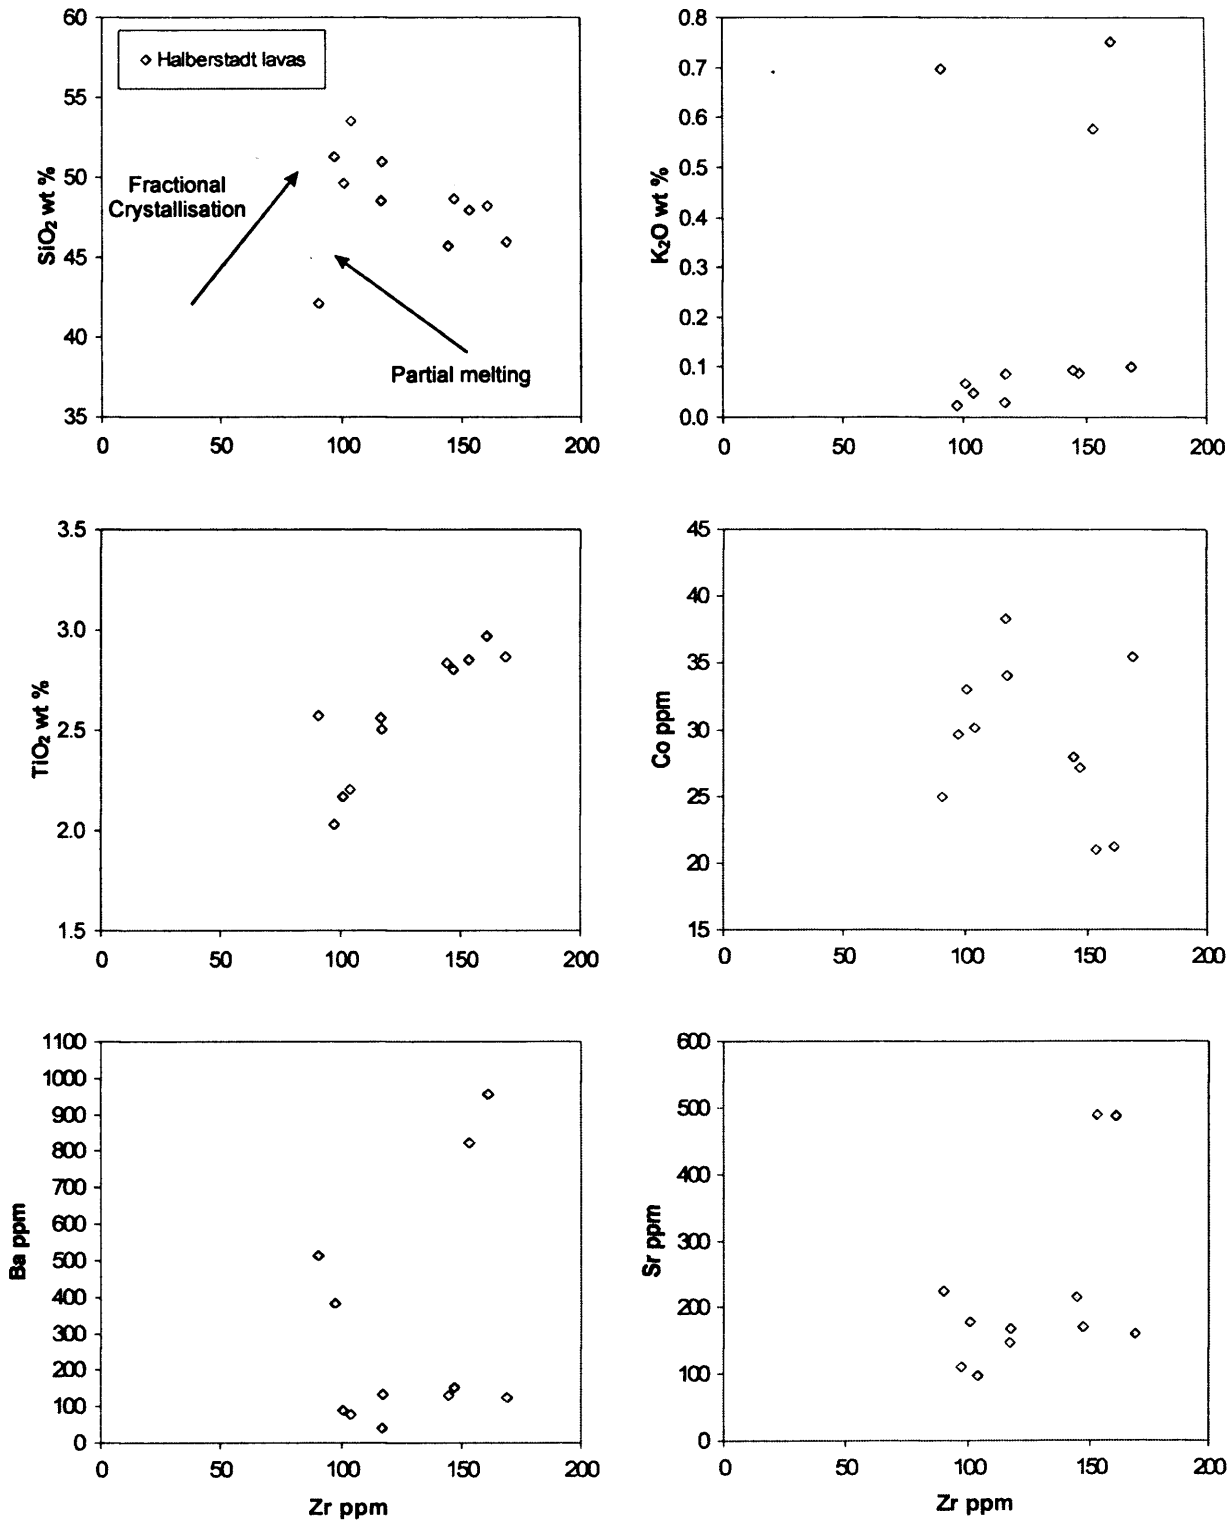 60
55
50
45
40
35
SiO₂ wt %
Halberstadt lavas
Fractional
Crystallisation
Partial melting
0 50 100 150 200
0.8
0.7
0.6
0.5
0.4
0.3
0.2
0.1
0.0
K₂O wt %
0 50 100 150 200
3.5
3.0
2.5
2.0
1.5
TiO₂ wt %
0 50 100 150 200
45
40
35
30
25
20
15
Co ppm
0 50 100 150 200
1100
1000
900
800
700
600
500
400
300
200
100
0
Ba ppm
0 50 100 150 200
Zr ppm
600
500
400
300
200
100
0
Sr ppm
0 50 100 150 200
Zr ppm